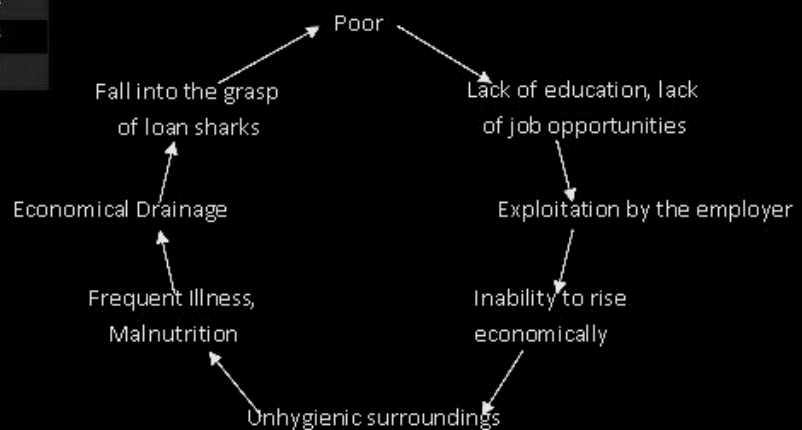 Poor
Lack of education, lack
of job opportunities
Exploitation by the employer
Inability to rise
economically
Unhygienic surroundings
Frequent Illness,
Malnutrition
Economical Drainage
Fall into the grasp
of loan sharks